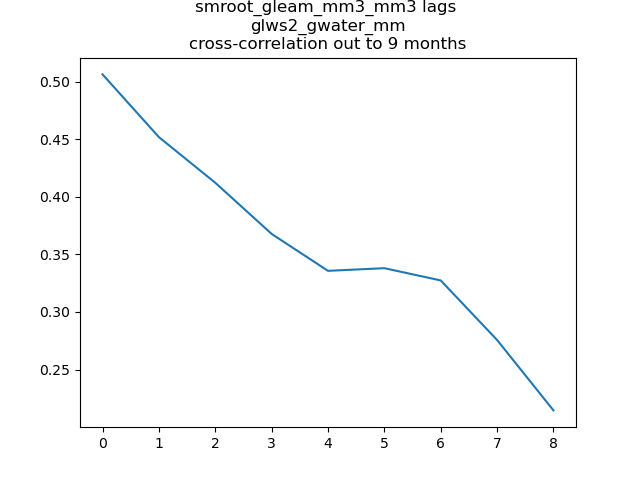 smroot_gleam_mm3_mm3 lags
glws2_gwater_mm
cross-correlation out to 9 months
0.50
0.45
0.40
0.35
0.30
0.25
0 1 2 3 4 5 6 7 8